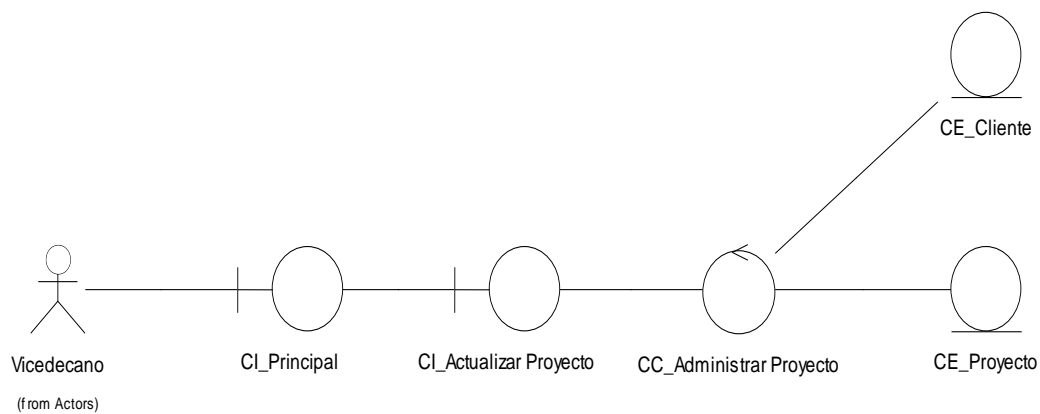 CE_Cliente
Vicedecano
(from Actors)
CI_Principal
CI_Actualizar Proyecto
CC_Administrar Proyecto
CE_Proyecto